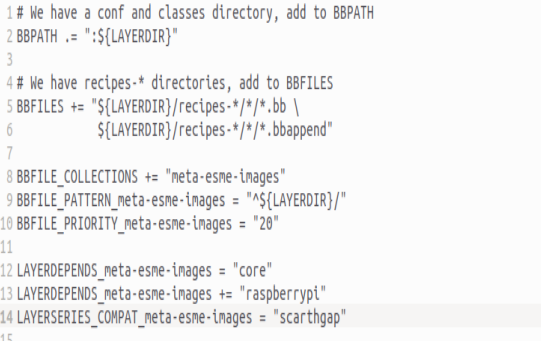 1 # We have a conf and classes directory, add to BBPATH
2 BBPATH .= ":${LAYERDIR}"
3
4 # We have recipes-* directories, add to BBFILES
5 BBFILES += "${LAYERDIR}/recipes-*/*/*.bb \
6             ${LAYERDIR}/recipes-*/*/*.bbappend"
7
8 BBFILE_COLLECTIONS += "meta-esme-images"
9 BBFILE_PATTERN_meta-esme-images = "^${LAYERDIR}/"
10 BBFILE_PRIORITY_meta-esme-images = "20"
11
12 LAYERDEPENDS_meta-esme-images = "core"
13 LAYERDEPENDS_meta-esme-images += "raspberrypi"
14 LAYERSERIES_COMPAT_meta-esme-images = "scarthgap"
15